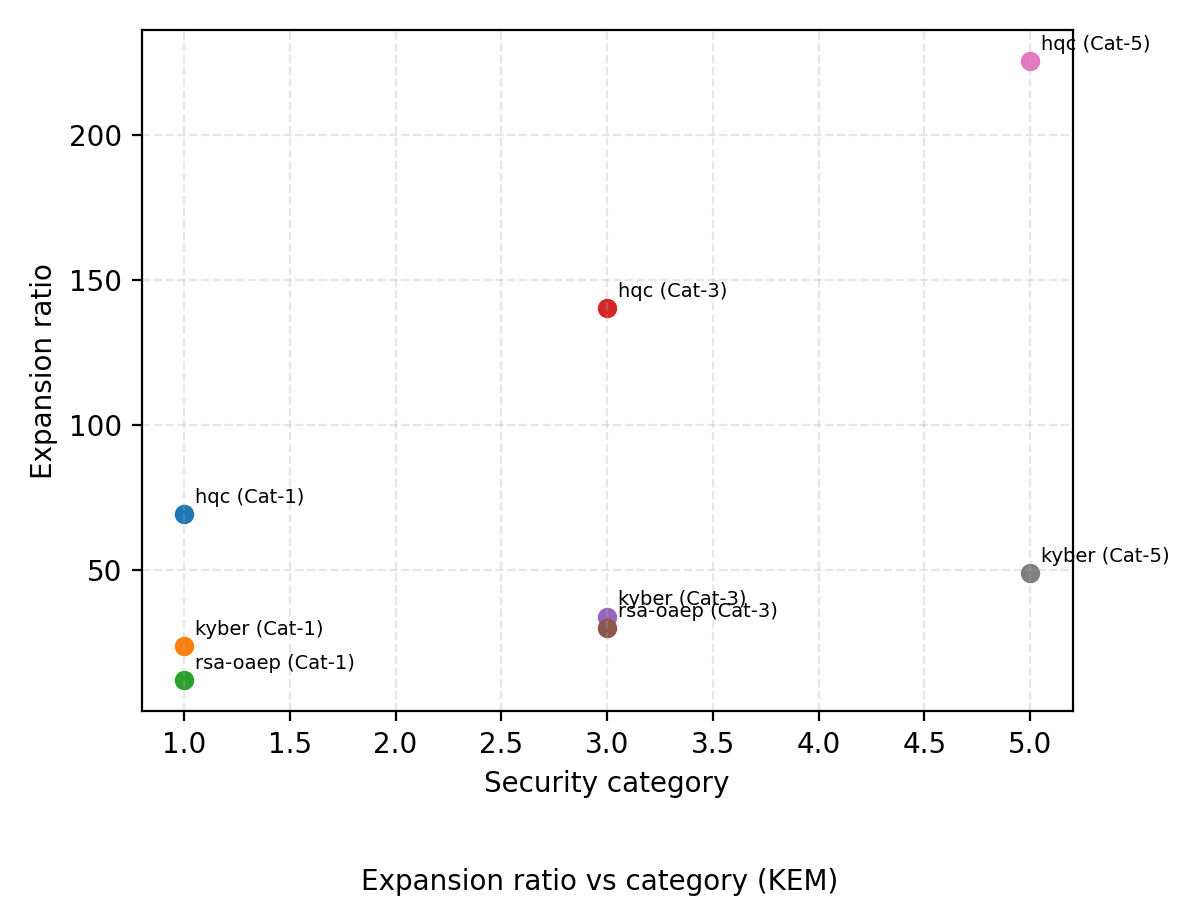 hqc (Cat-5)
200
150
hqc (Cat-3)
100
hqc (Cat-1)
kyber (Cat-5)
50
kyber (Cat-3)
rsa-oaep (Cat-3)
kyber (Cat-1)
rsa-oaep (Cat-1)
Expansion ratio
1.0 1.5 2.0 2.5 3.0 3.5 4.0 4.5 5.0
Security category
Expansion ratio vs category (KEM)